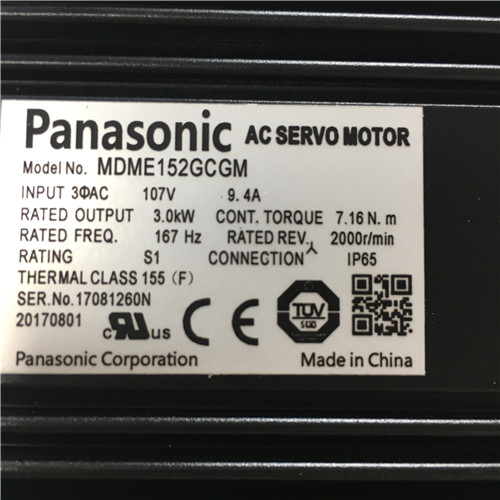 Panasonic AC SERVO MOTOR
Model No. MDME152GCGM
INPUT 3ΦAC 107V 9.4A
RATED OUTPUT 3.0kW CONT. TORQUE 7.16 N. m
RATED FREQ. 167 Hz RATED REV. 2000r/min
RATING S1 CONNECTION IP65
THERMAL CLASS 155 (F)
SER.No.17081260N
20170801 c RU us CE TÜV SÜD
Panasonic Corporation Made in China